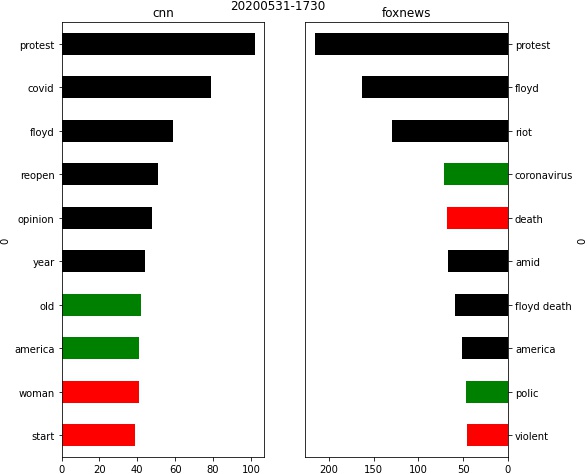 20200531-1730
cnn
foxnews
protest
covid
floyd
reopen
opinion
year
old
america
woman
start
0
0 20 40 60 80 100
protest
floyd
riot
coronavirus
death
amid
floyd death
america
polic
violent
0
200 150 100 50 0